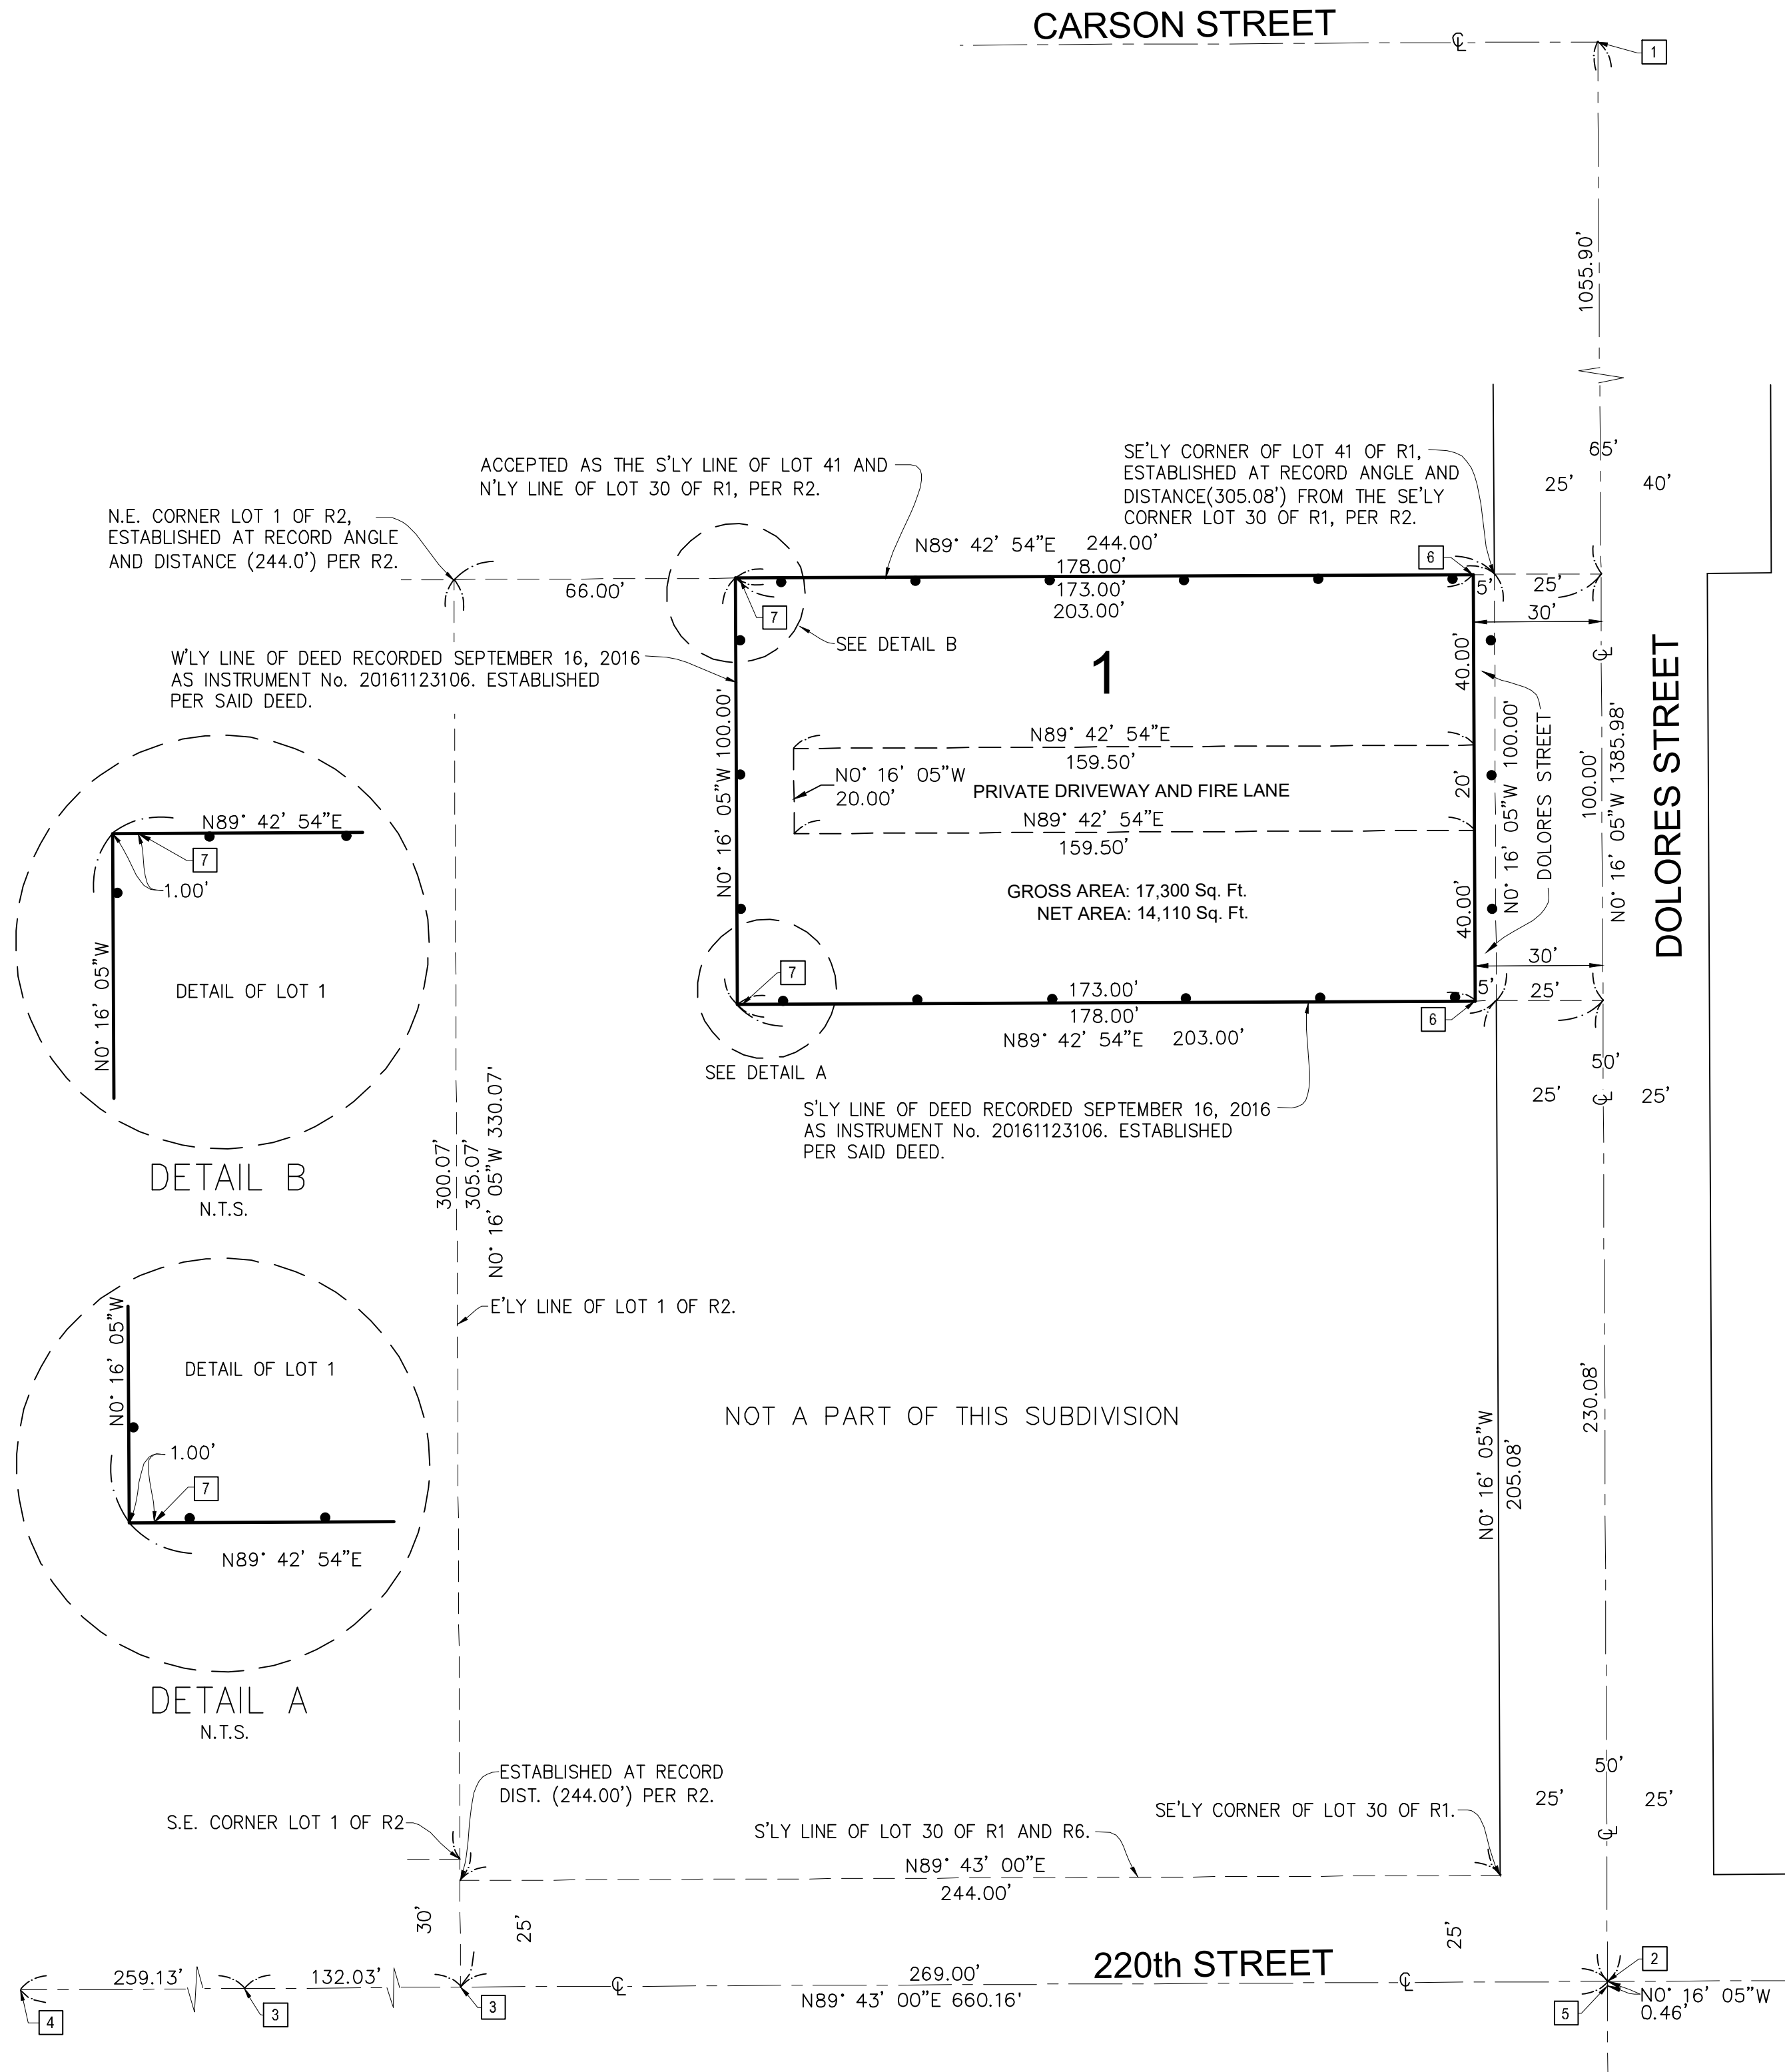 CARSON STREET
℄
1
1055.90'
65'
25'
40'
ACCEPTED AS THE S'LY LINE OF LOT 41 AND
N'LY LINE OF LOT 30 OF R1, PER R2.
SE'LY CORNER OF LOT 41 OF R1,
ESTABLISHED AT RECORD ANGLE AND
DISTANCE(305.08') FROM THE SE'LY
CORNER LOT 30 OF R1, PER R2.
N.E. CORNER LOT 1 OF R2,
ESTABLISHED AT RECORD ANGLE
AND DISTANCE (244.0') PER R2.
N89° 42' 54"E 244.00'
178.00'
173.00'
203.00'
66.00'
6
5'
25'
30'
7
SEE DETAIL B
W'LY LINE OF DEED RECORDED SEPTEMBER 16, 2016
AS INSTRUMENT No. 20161123106. ESTABLISHED
PER SAID DEED.
1
N0° 16' 05"W 100.00'
N89° 42' 54"E
159.50'
N0° 16' 05"W
20.00'
PRIVATE DRIVEWAY AND FIRE LANE
N89° 42' 54"E
159.50'
GROSS AREA: 17,300 Sq. Ft.
NET AREA: 14,110 Sq. Ft.
40.00'
20'
40.00'
N0° 16' 05"W 100.00'
DOLORES STREET
100.00'
N0° 16' 05"W 1385.98'
℄
DOLORES STREET
30'
7
173.00'
178.00'
N89° 42' 54"E 203.00'
5'
25'
6
SEE DETAIL A
50'
25'
℄
25'
S'LY LINE OF DEED RECORDED SEPTEMBER 16, 2016
AS INSTRUMENT No. 20161123106. ESTABLISHED
PER SAID DEED.
N89° 42' 54"E
7
1.00'
N0° 16' 05"W
DETAIL OF LOT 1
DETAIL B
N.T.S.
300.07'
305.07'
N0° 16' 05"W 330.07'
E'LY LINE OF LOT 1 OF R2.
N0° 16' 05"W
DETAIL OF LOT 1
1.00'
7
N89° 42' 54"E
DETAIL A
N.T.S.
NOT A PART OF THIS SUBDIVISION
N0° 16' 05"W
205.08'
230.08'
50'
25'
25'
℄
ESTABLISHED AT RECORD
DIST. (244.00') PER R2.
S.E. CORNER LOT 1 OF R2
S'LY LINE OF LOT 30 OF R1 AND R6.
SE'LY CORNER OF LOT 30 OF R1.
N89° 43' 00"E
244.00'
30'
25'
25'
220th STREET
259.13'
132.03'
℄
269.00'
N89° 43' 00"E 660.16'
℄
4
3
3
2
5
N0° 16' 05"W
0.46'